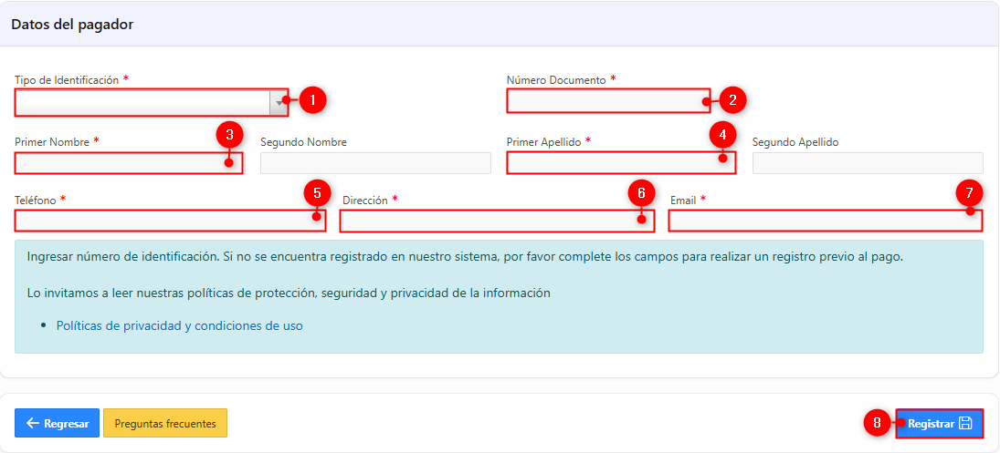 Datos del pagador
Tipo de Identificación *
Número Documento *
1
2
Primer Nombre *
3
Segundo Nombre
Primer Apellido *
4
Segundo Apellido
Teléfono *
5
Dirección *
6
Email *
7
Ingresar número de identificación. Si no se encuentra registrado en nuestro sistema, por favor complete los campos para realizar un registro previo al pago.
Lo invitamos a leer nuestras políticas de protección, seguridad y privacidad de la información
• Políticas de privacidad y condiciones de uso
Regresar
Preguntas frecuentes
8
Registrar